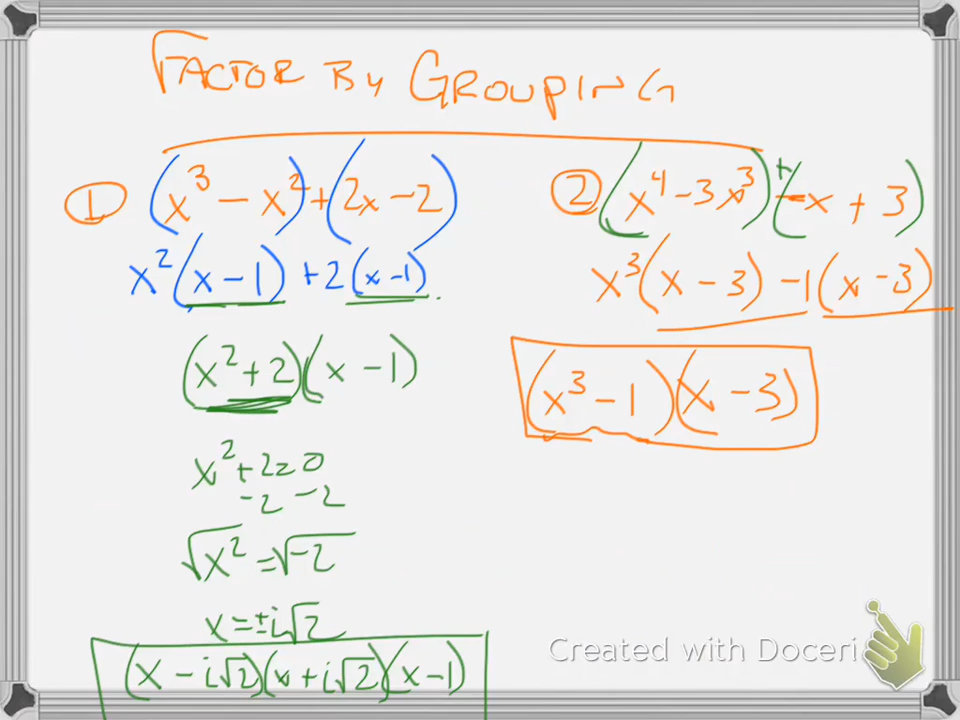 FACTOR BY GROUPING
① (x³ - x²) + (2x - 2)
x²(x - 1) + 2(x - 1)
(x² + 2)(x - 1)
x² + 2 = 0
-2 -2
√x² = √-2
x = ± i√2
(x - i√2)(x + i√2)(x - 1)
② (x⁴ - 3x³) + (-x + 3)
x³(x - 3) - 1(x - 3)
(x³ - 1)(x - 3)
Created with Doceri